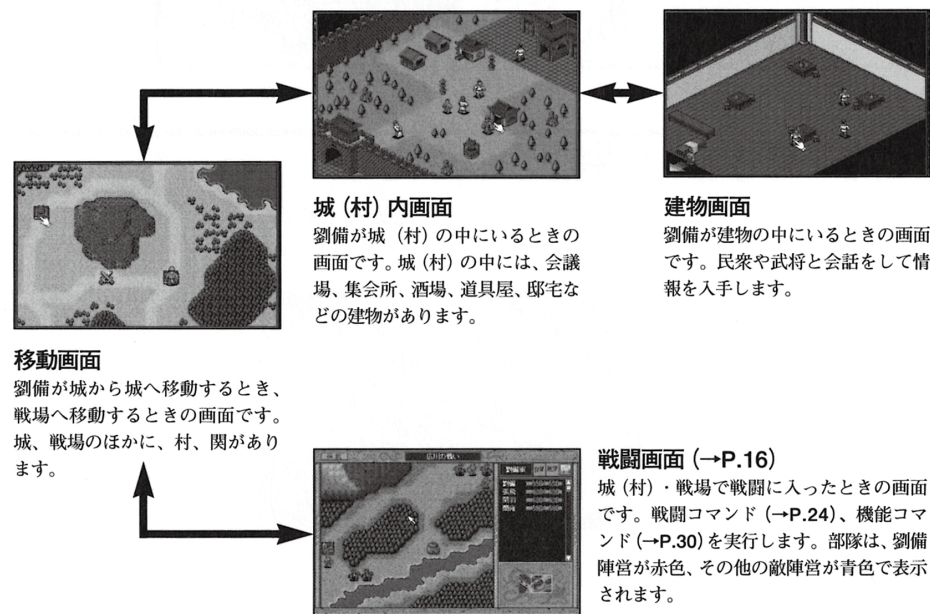 城（村）内画面
劉備が城（村）の中にいるときの
画面です。城（村）の中には、会議
場、集会所、酒場、道具屋、邸宅な
どの建物があります。
建物画面
劉備が建物の中にいるときの画面
です。民衆や武将と会話をして情
報を入手します。
移動画面
劉備が城から城へ移動するとき、
戦場へ移動するときの画面です。
城、戦場のほかに、村、関があり
ます。
戦闘画面（→P.16）
城（村）・戦場で戦闘に入ったときの画面
です。戦闘コマンド（→P.24）、機能コマ
ンド（→P.30）を実行します。部隊は、劉備
陣営が赤色、その他の敵陣営が青色で表示
されます。